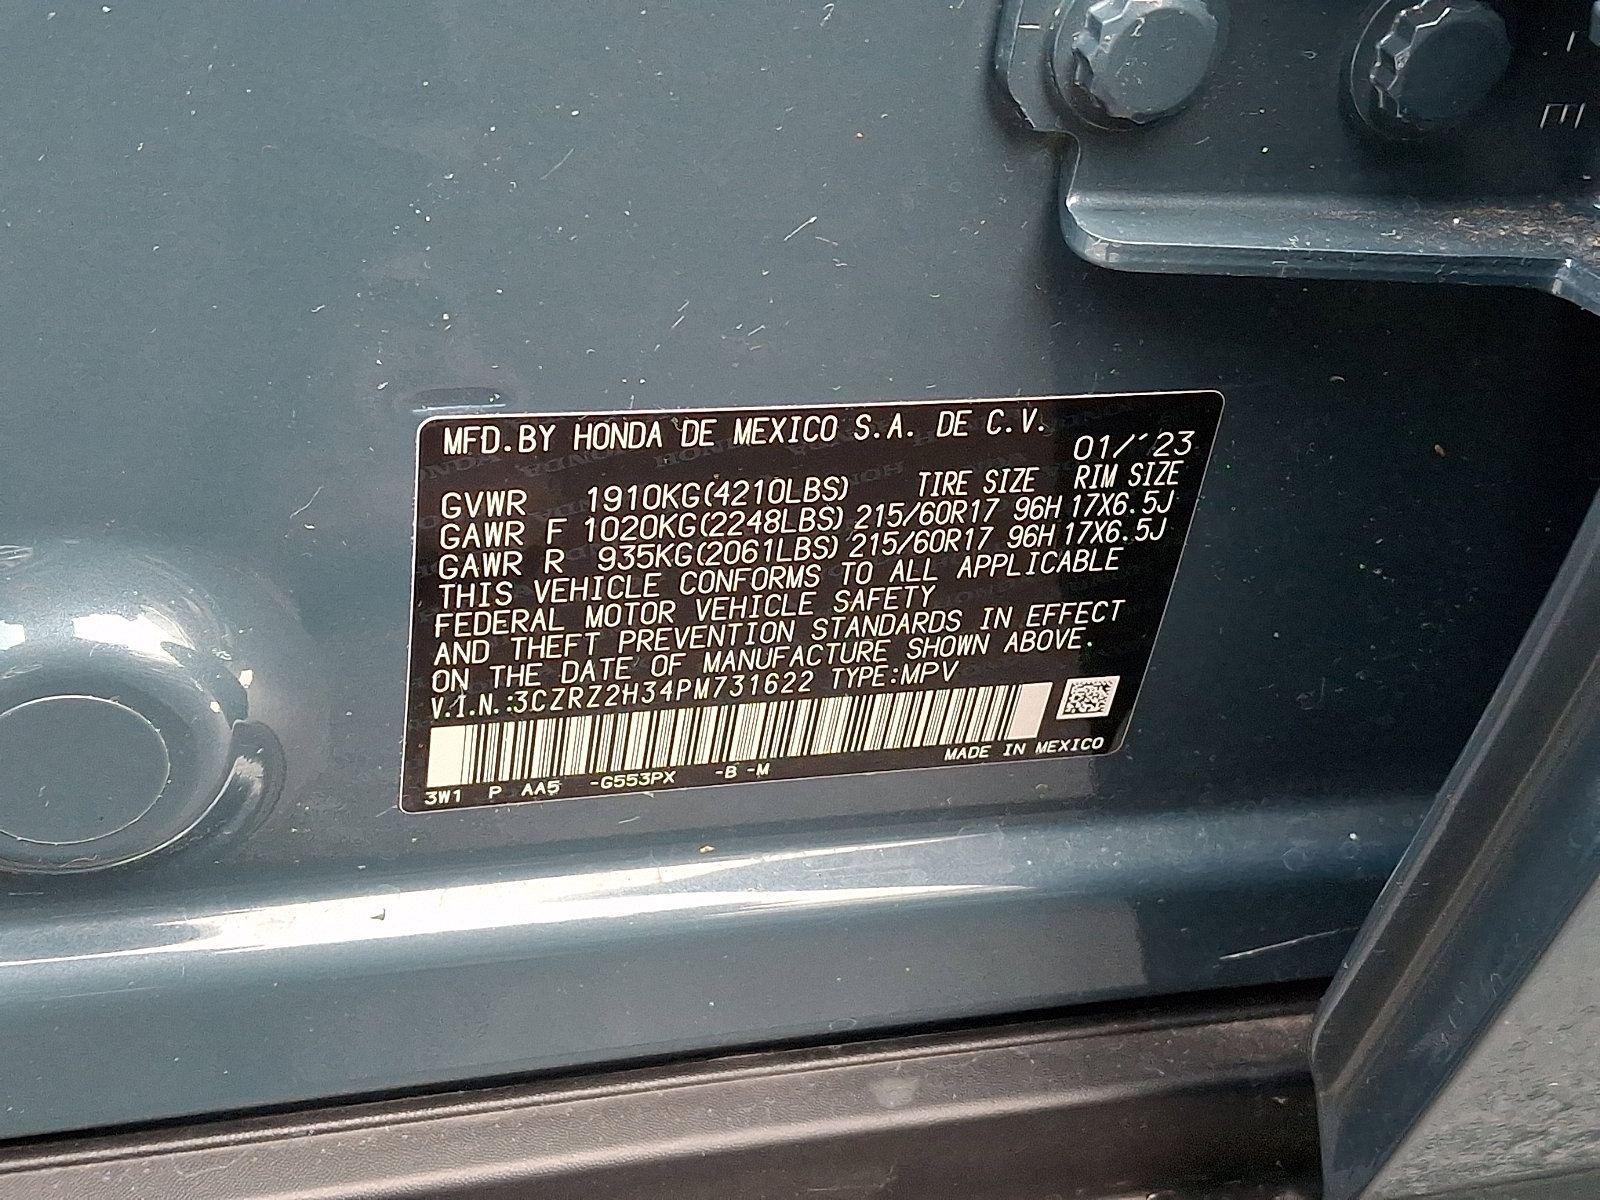 MFD.BY HONDA DE MEXICO S.A. DE C.V.
01/'23
TIRE SIZE RIM SIZE
GVWR 1910KG(4210LBS)
GAWR F 1020KG(2248LBS) 215/60R17 96H 17X6.5J
GAWR R 935KG(2061LBS) 215/60R17 96H 17X6.5J
THIS VEHICLE CONFORMS TO ALL APPLICABLE
FEDERAL MOTOR VEHICLE SAFETY
AND THEFT PREVENTION STANDARDS IN EFFECT
ON THE DATE OF MANUFACTURE SHOWN ABOVE.
V.I.N.:3CZRZ2H34PM731622 TYPE:MPV
MADE IN MEXICO
3W1 P AA5 -G553PX -B -M